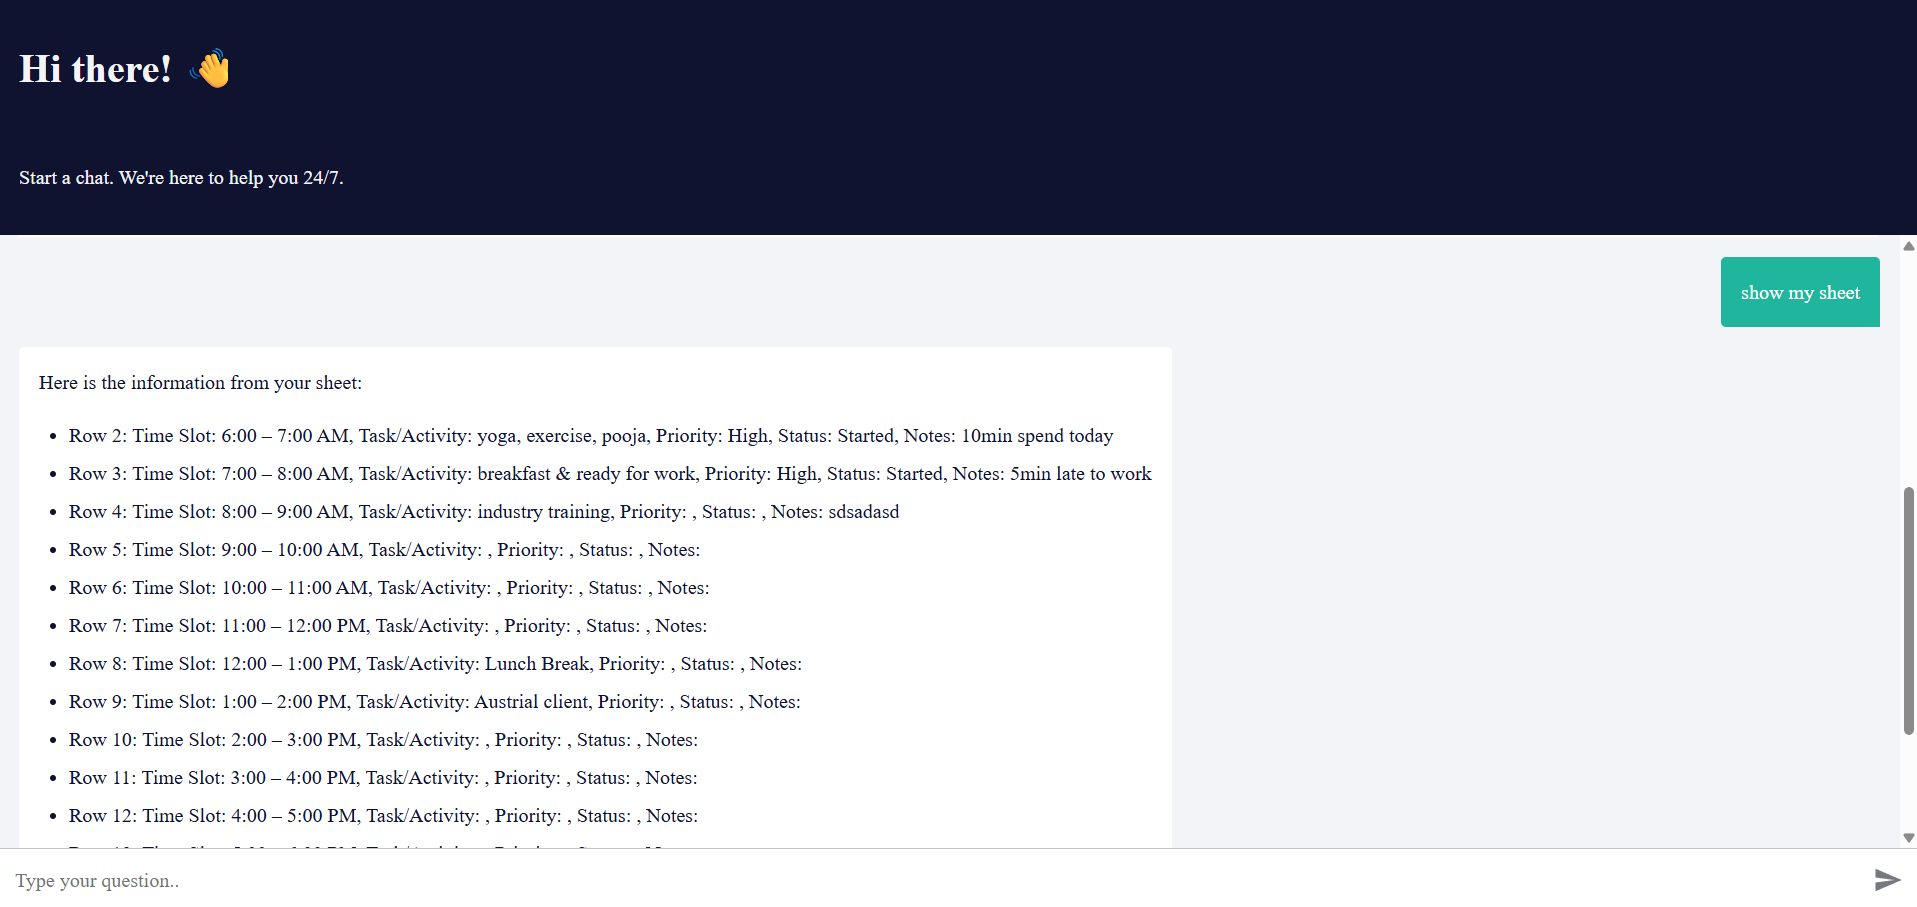 Hi there! 👋
Start a chat. We're here to help you 24/7.
show my sheet
Here is the information from your sheet:
• Row 2: Time Slot: 6:00 – 7:00 AM, Task/Activity: yoga, exercise, pooja, Priority: High, Status: Started, Notes: 10min spend today
• Row 3: Time Slot: 7:00 – 8:00 AM, Task/Activity: breakfast & ready for work, Priority: High, Status: Started, Notes: 5min late to work
• Row 4: Time Slot: 8:00 – 9:00 AM, Task/Activity: industry training, Priority: , Status: , Notes: sdsadasd
• Row 5: Time Slot: 9:00 – 10:00 AM, Task/Activity: , Priority: , Status: , Notes:
• Row 6: Time Slot: 10:00 – 11:00 AM, Task/Activity: , Priority: , Status: , Notes:
• Row 7: Time Slot: 11:00 – 12:00 PM, Task/Activity: , Priority: , Status: , Notes:
• Row 8: Time Slot: 12:00 – 1:00 PM, Task/Activity: Lunch Break, Priority: , Status: , Notes:
• Row 9: Time Slot: 1:00 – 2:00 PM, Task/Activity: Austrial client, Priority: , Status: , Notes:
• Row 10: Time Slot: 2:00 – 3:00 PM, Task/Activity: , Priority: , Status: , Notes:
• Row 11: Time Slot: 3:00 – 4:00 PM, Task/Activity: , Priority: , Status: , Notes:
• Row 12: Time Slot: 4:00 – 5:00 PM, Task/Activity: , Priority: , Status: , Notes:
Type your question..